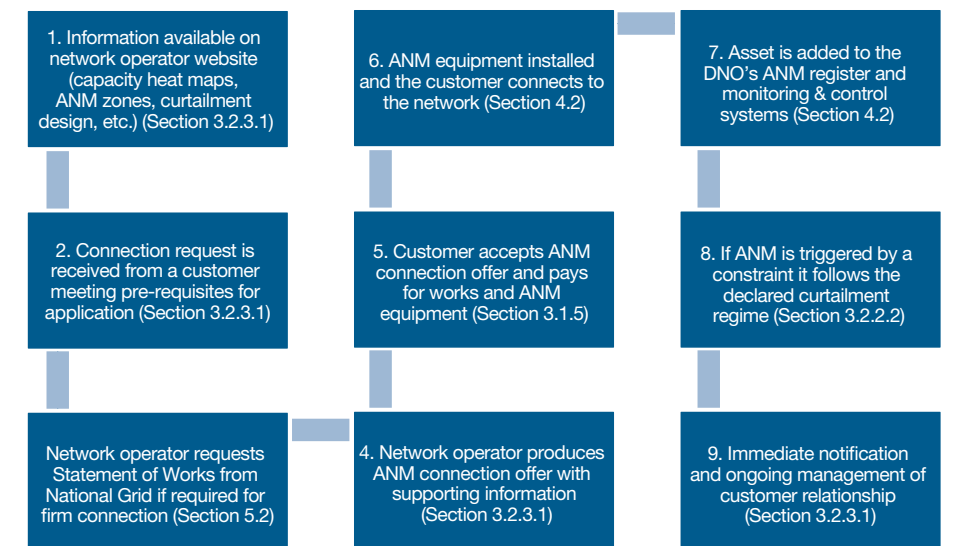 1. Information available on
network operator website
(capacity heat maps,
ANM zones, curtailment
design, etc.) (Section 3.2.3.1)
2. Connection request is
received from a customer
meeting pre-requisites for
application (Section 3.2.3.1)
Network operator requests
Statement of Works from
National Grid if required for
firm connection (Section 5.2)
4. Network operator produces
ANM connection offer with
supporting information
(Section 3.2.3.1)
5. Customer accepts ANM
connection offer and pays
for works and ANM
equipment (Section 3.1.5)
6. ANM equipment installed
and the customer connects to
the network (Section 4.2)
7. Asset is added to the
DNO's ANM register and
monitoring & control
systems (Section 4.2)
8. If ANM is triggered by a
constraint it follows the
declared curtailment
regime (Section 3.2.2.2)
9. Immediate notification
and ongoing management of
customer relationship
(Section 3.2.3.1)